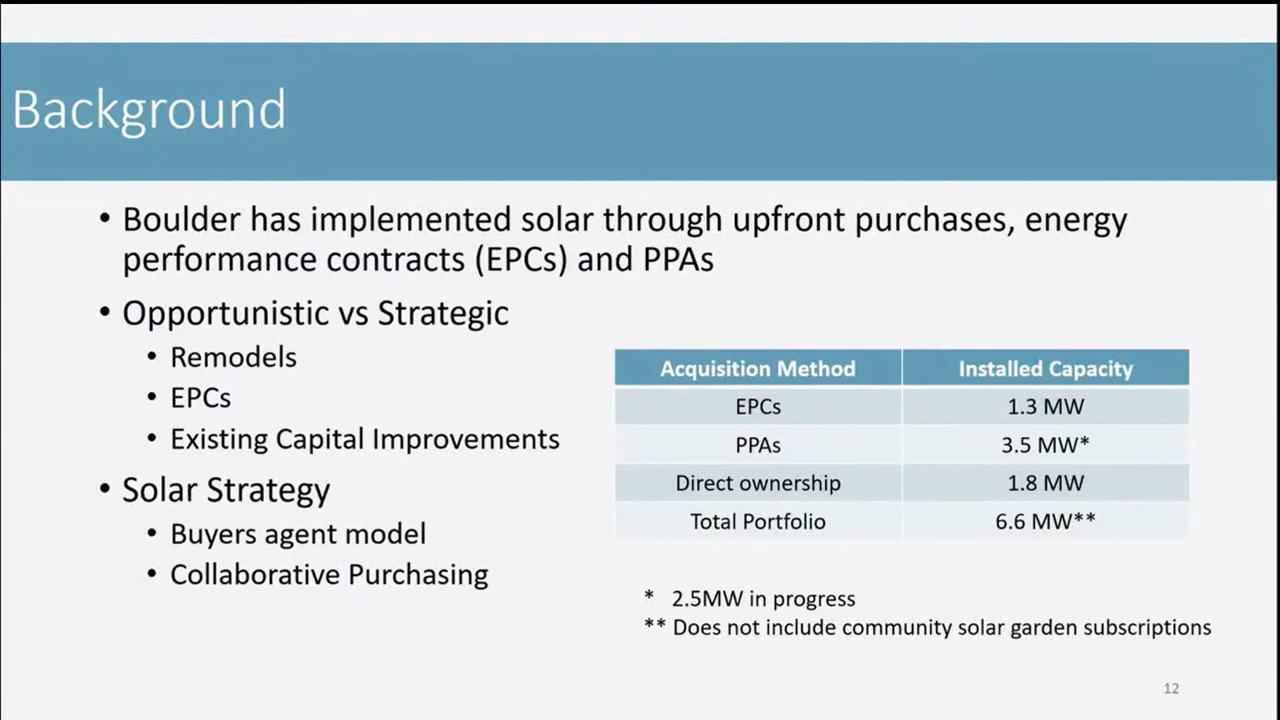 Background
• Boulder has implemented solar through upfront purchases, energy
performance contracts (EPCs) and PPAs
• Opportunistic vs Strategic
• Remodels
• EPCs
• Existing Capital Improvements
• Solar Strategy
• Buyers agent model
• Collaborative Purchasing
Acquisition Method Installed Capacity
EPCs 1.3 MW
PPAs 3.5 MW*
Direct ownership 1.8 MW
Total Portfolio 6.6 MW**
* 2.5MW in progress
** Does not include community solar garden subscriptions
12